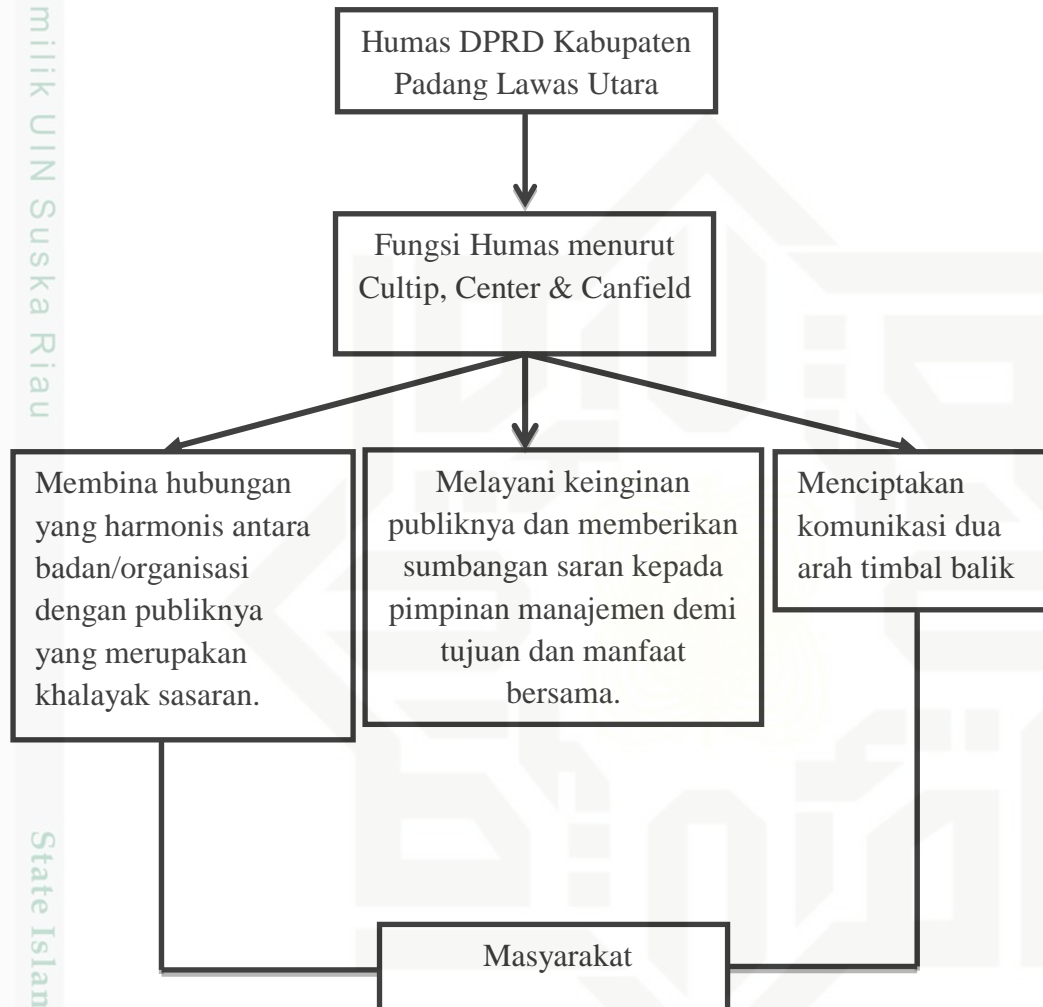 milik UIN Suska Riau
State Islam
Humas DPRD Kabupaten
Padang Lawas Utara
Fungsi Humas menurut
Cultip, Center & Canfield
Membina hubungan
yang harmonis antara
badan/organisasi
dengan publiknya
yang merupakan
khalayak sasaran.
Melayani keinginan
publiknya dan memberikan
sumbangan saran kepada
pimpinan manajemen demi
tujuan dan manfaat
bersama.
Menciptakan
komunikasi dua
arah timbal balik
Masyarakat